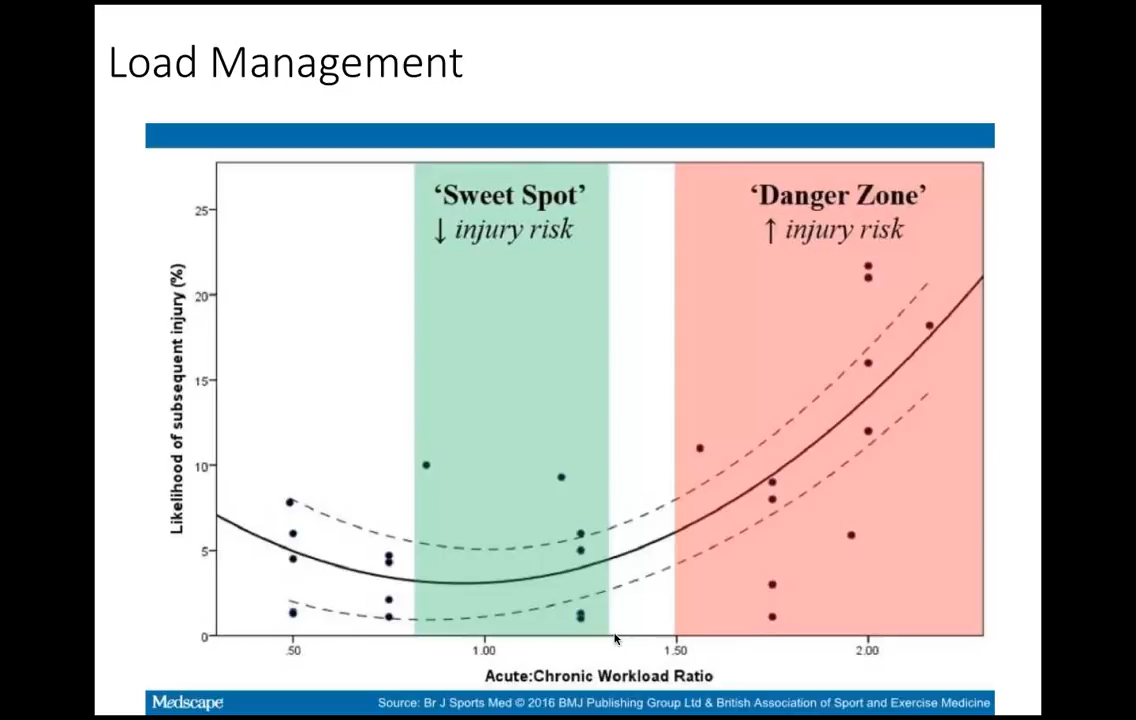 Load Management
‘Sweet Spot’
↓ injury risk
‘Danger Zone’
↑ injury risk
Likelihood of subsequent injury (%)
25
20
15
10
5
0
.50
1.00
1.50
2.00
Acute:Chronic Workload Ratio
Medscape
Source: Br J Sports Med © 2016 BMJ Publishing Group Ltd & British Association of Sport and Exercise Medicine